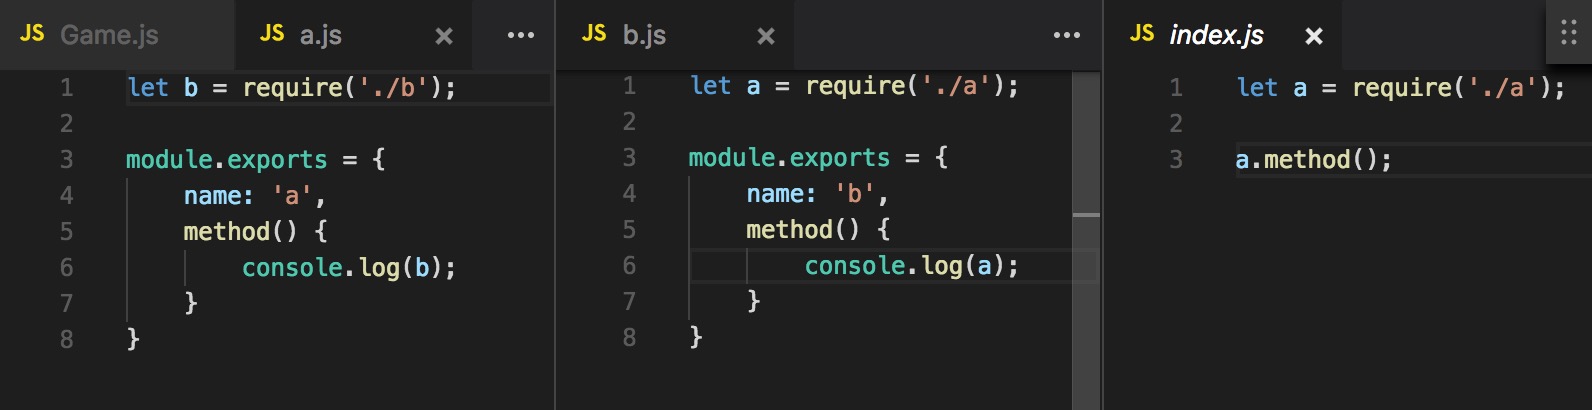 JS Game.js JS a.js × ...
1 let b = require('./b');
2
3 module.exports = {
4     name: 'a',
5     method() {
6         console.log(b);
7     }
8 }
JS b.js × ...
1 let a = require('./a');
2
3 module.exports = {
4     name: 'b',
5     method() {
6         console.log(a);
7     }
8 }
JS index.js ×
1 let a = require('./a');
2
3 a.method();